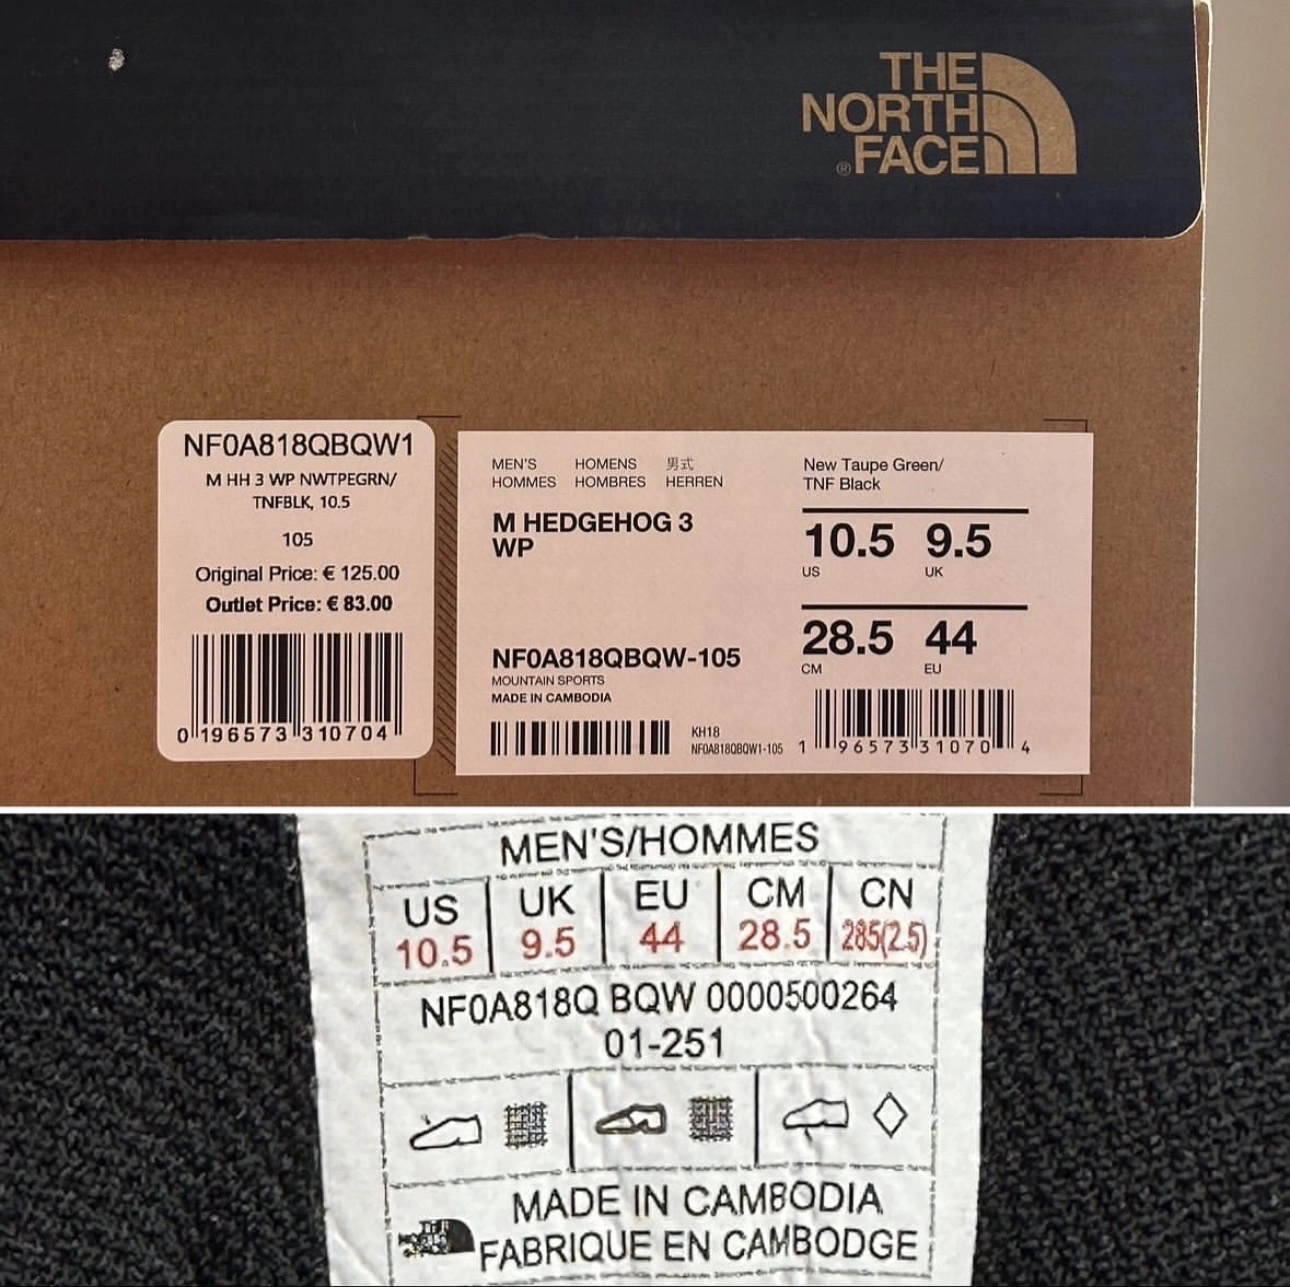 THE
NORTH
FACE
®
NF0A818QBQW1
M HH 3 WP NWTPEGRN/
TNFBLK, 10.5
105
Original Price: € 125.00
Outlet Price: € 83.00
0 196573 310704
MEN'S HOMENS 男式
HOMMES HOMBRES HERREN
M HEDGEHOG 3
WP
NF0A818QBQW-105
MOUNTAIN SPORTS
MADE IN CAMBODIA
KH18
NF0A818QBQW1-105
New Taupe Green/
TNF Black
10.5 9.5
US UK
28.5 44
CM EU
1 96573 31070 4
MEN'S/HOMMES
US UK EU CM CN
10.5 9.5 44 28.5 285(2.5)
NF0A818Q BQW 0000500264
01-251
MADE IN CAMBODIA
FABRIQUE EN CAMBODGE